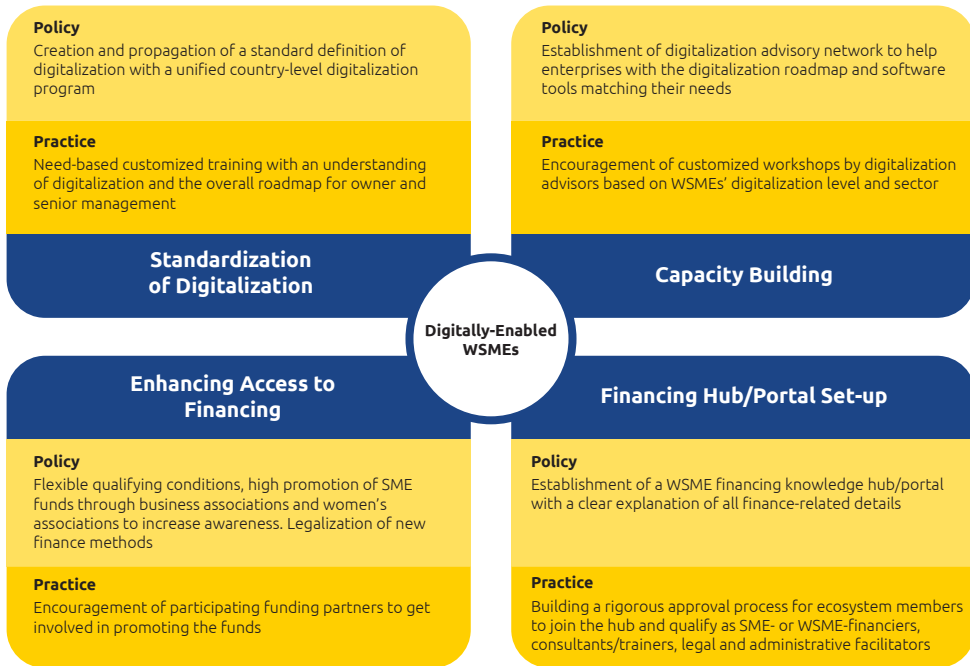 Policy
Creation and propagation of a standard definition of
digitalization with a unified country-level digitalization
program
Practice
Need-based customized training with an understanding
of digitalization and the overall roadmap for owner and
senior management
Standardization
of Digitalization
Policy
Establishment of digitalization advisory network to help
enterprises with the digitalization roadmap and software
tools matching their needs
Practice
Encouragement of customized workshops by digitalization
advisors based on WSMEs’ digitalization level and sector
Capacity Building
Digitally-Enabled
WSMEs
Enhancing Access to
Financing
Policy
Flexible qualifying conditions, high promotion of SME
funds through business associations and women’s
associations to increase awareness. Legalization of new
finance methods
Practice
Encouragement of participating funding partners to get
involved in promoting the funds
Financing Hub/Portal Set-up
Policy
Establishment of a WSME financing knowledge hub/portal
with a clear explanation of all finance-related details
Practice
Building a rigorous approval process for ecosystem members
to join the hub and qualify as SME- or WSME-financiers,
consultants/trainers, legal and administrative facilitators